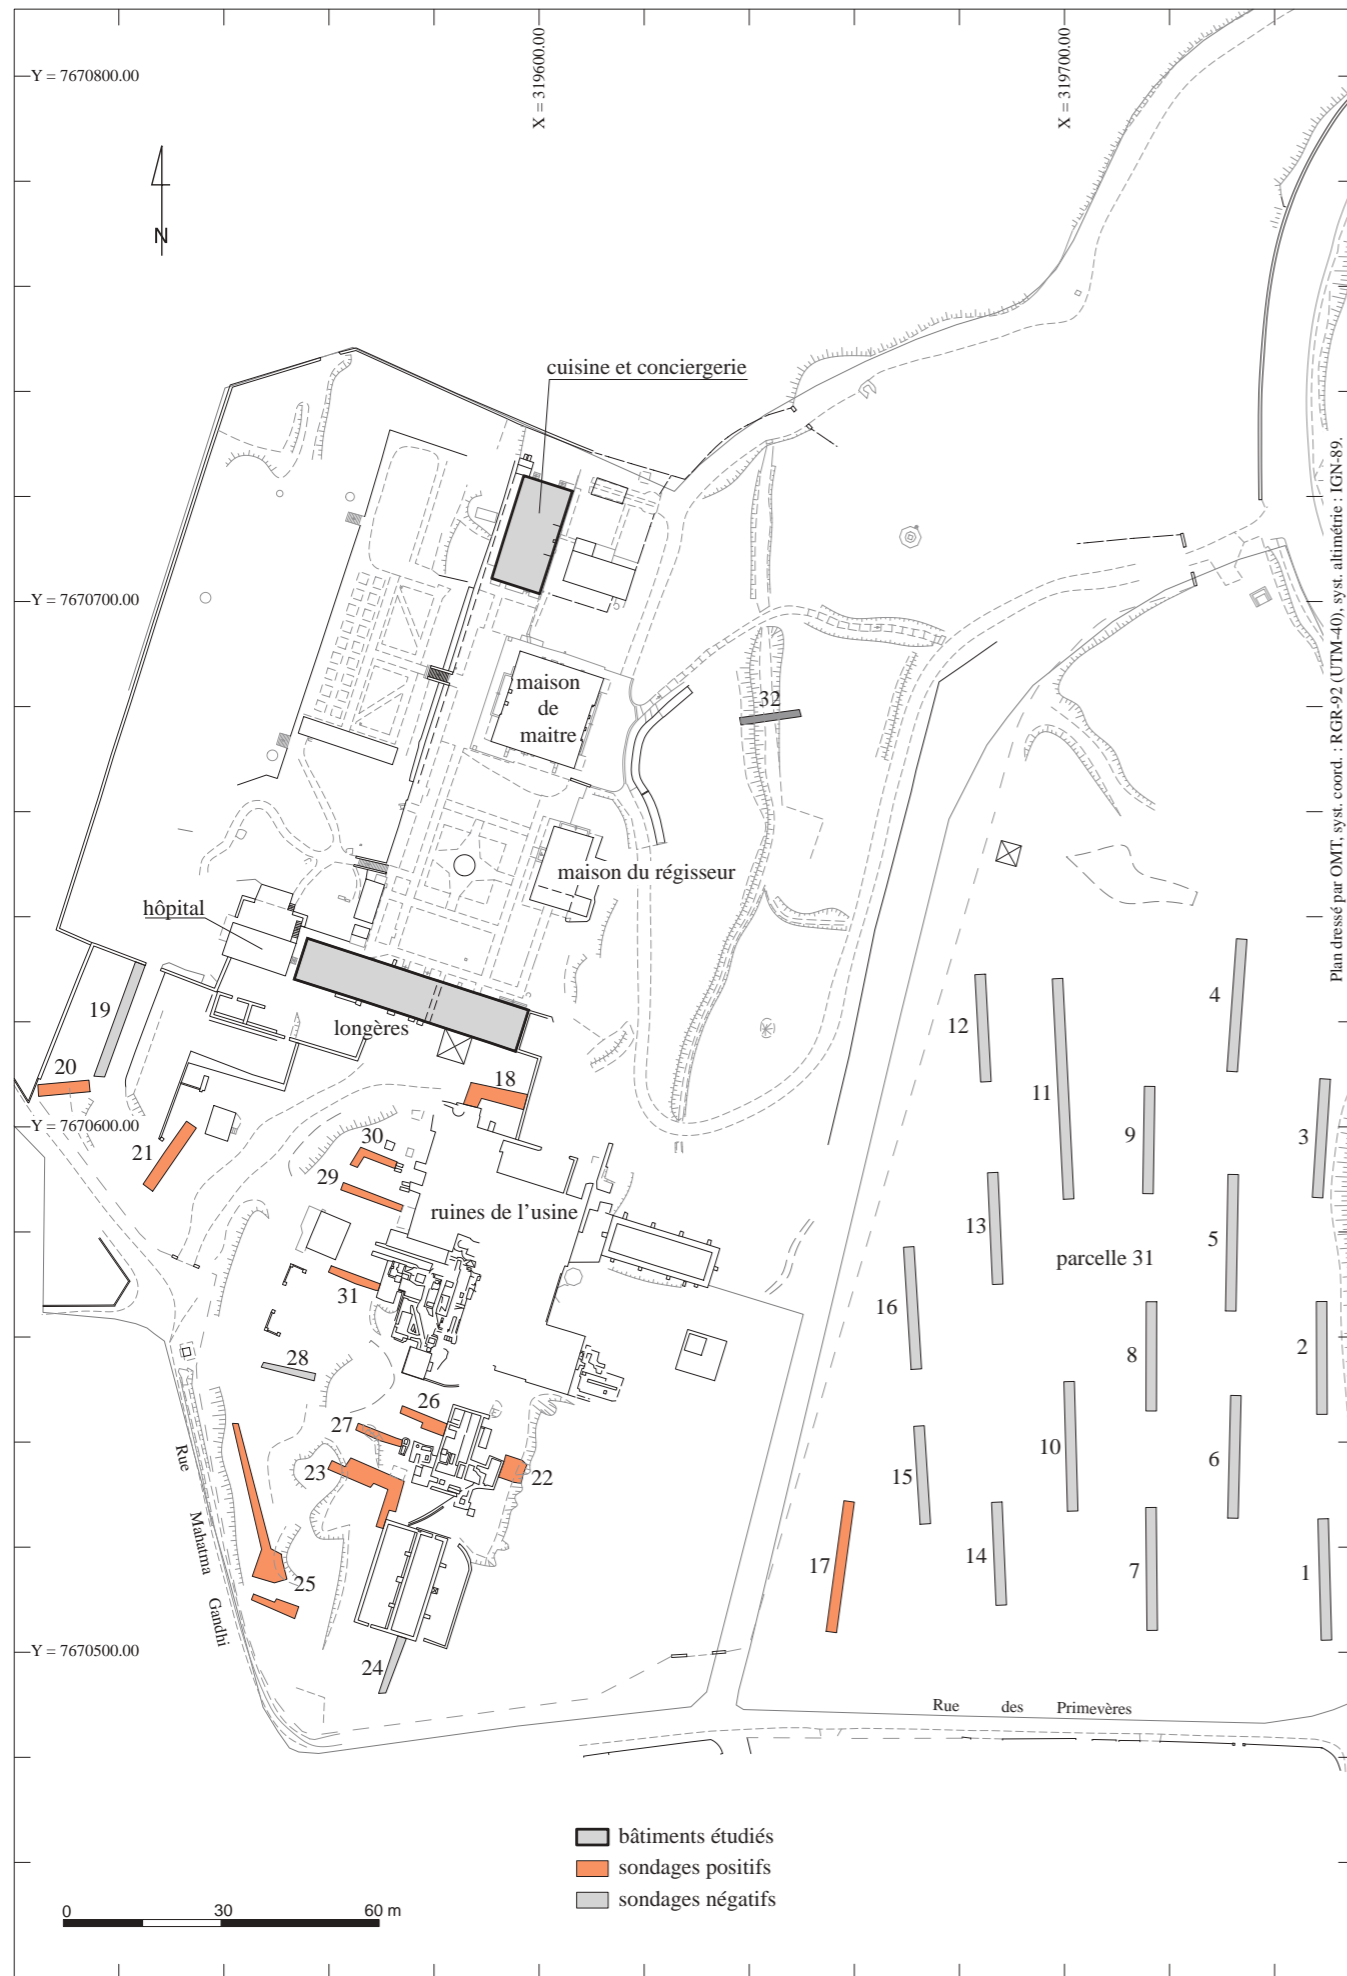 X = 319600.00
X = 319700.00
Y = 7670800.00
N
cuisine et conciergerie
Plan dressé par OMT, syst. coord. : RGR-92 (UTM-40), syst. altimétrie : IGN-89.
Y = 7670700.00
maison
de
maitre
32
maison du régisseur
hôpital
19
longères
4
12
20
18
11
Y = 7670600.00
9
3
21
30
29
ruines de l’usine
13
5
parcelle 31
31
16
28
8
2
26
27
23
22
10
6
15
Rue Mahatma Gandhi
17
14
7
1
25
Y = 7670500.00
24
Rue des Primevères
bâtiments étudiés
sondages positifs
sondages négatifs
0 30 60 m